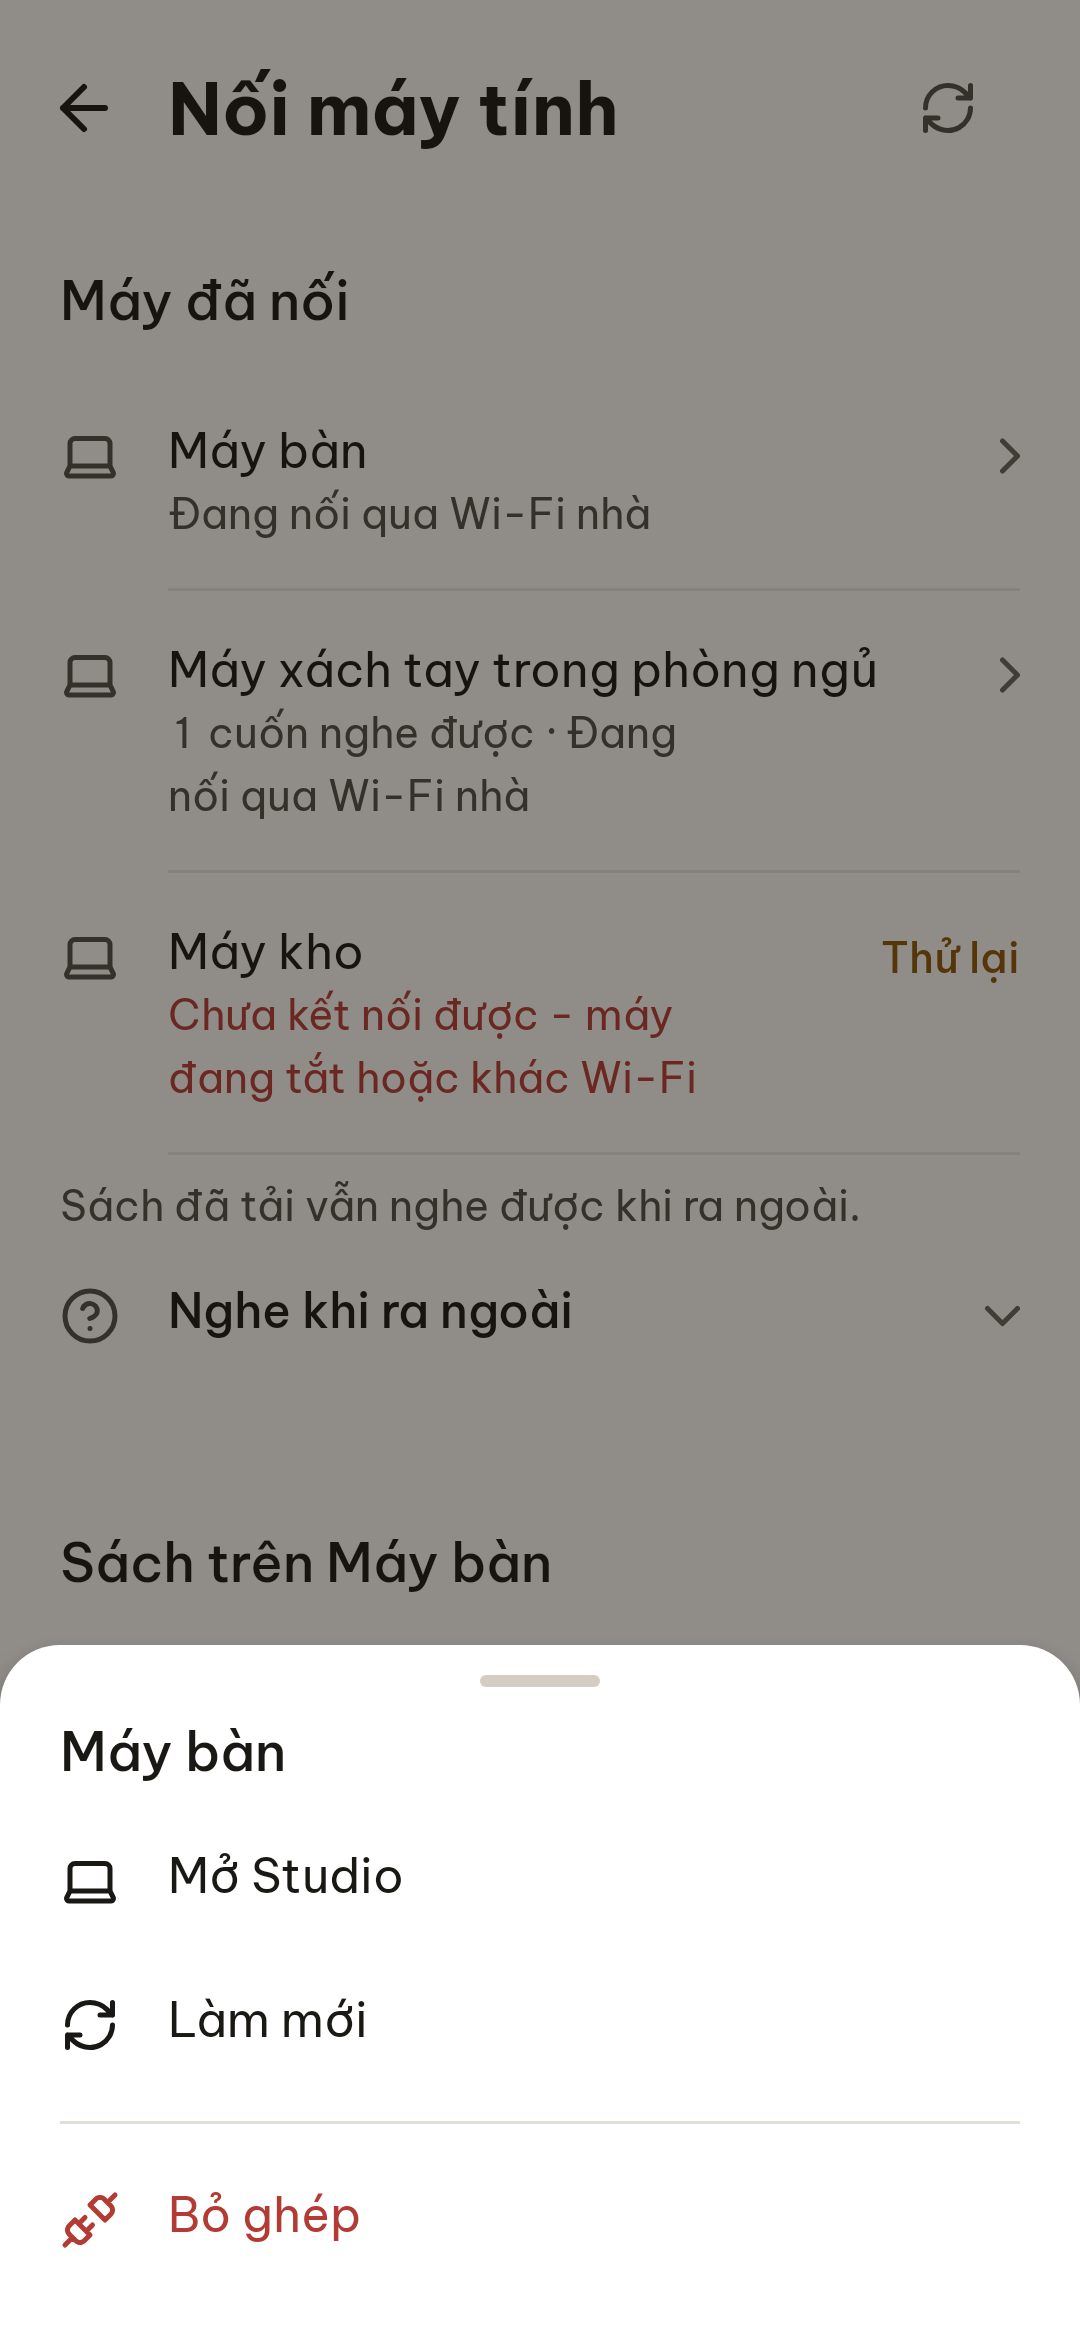 Nối máy tính
Máy đã nối
Máy bàn
Đang nối qua Wi-Fi nhà
Máy xách tay trong phòng ngủ
1 cuốn nghe được · Đang
nối qua Wi-Fi nhà
Máy kho
Thử lại
Chưa kết nối được - máy
đang tắt hoặc khác Wi-Fi
Sách đã tải vẫn nghe được khi ra ngoài.
Nghe khi ra ngoài
Sách trên Máy bàn
Máy bàn
Mở Studio
Làm mới
Bỏ ghép